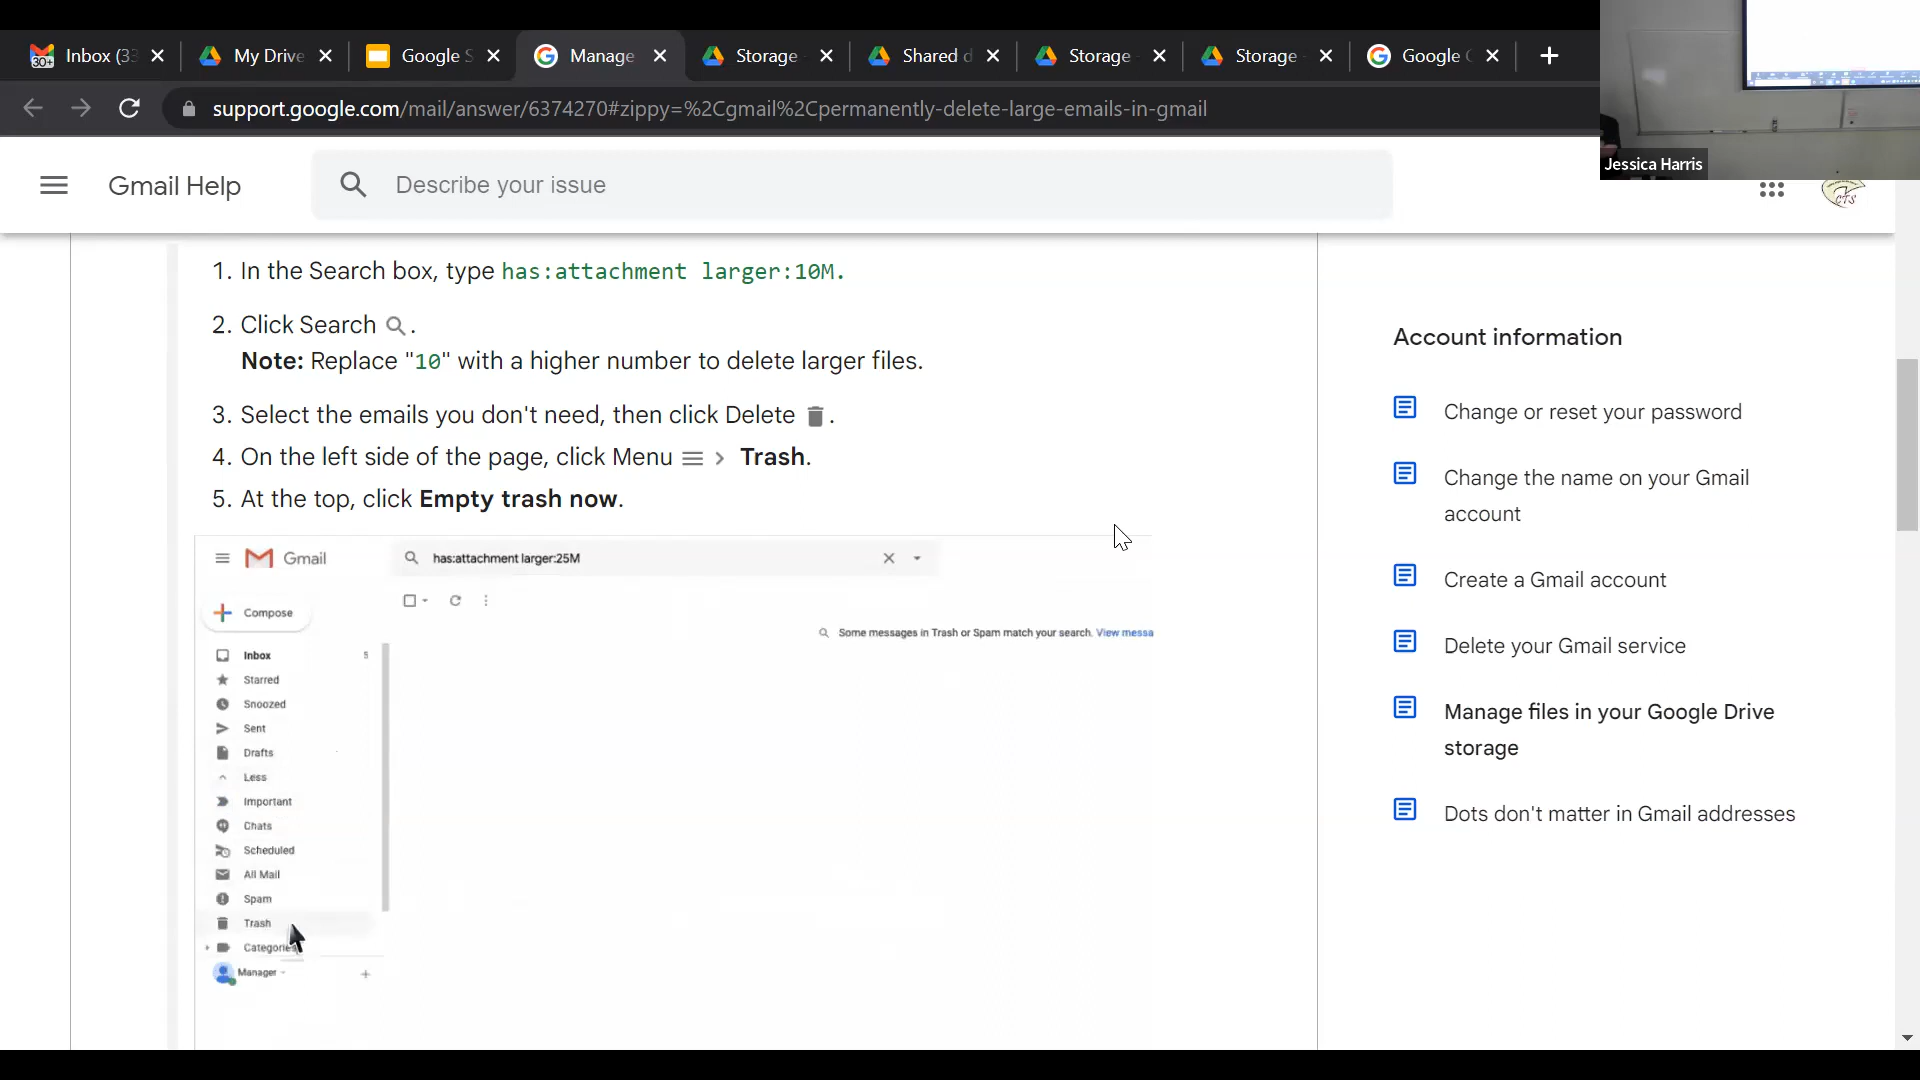 30+
Inbox (33
My Drive
Google S
Manage
Storage
Shared d
Storage
Storage
Google
support.google.com/mail/answer/6374270#zippy=%2Cgmail%2Cpermanently-delete-large-emails-in-gmail
Jessica Harris
Gmail Help
Describe your issue
CTS
1. In the Search box, type has:attachment larger:10M.
2. Click Search .
Note: Replace "10" with a higher number to delete larger files.
3. Select the emails you don't need, then click Delete .
4. On the left side of the page, click Menu > Trash.
5. At the top, click Empty trash now.
Gmail
has:attachment larger:25M
Compose
Some messages in Trash or Spam match your search. View messa
Inbox 5
Starred
Snoozed
Sent
Drafts
Less
Important
Chats
Scheduled
All Mail
Spam
Trash
Categories
Manager
Account information
Change or reset your password
Change the name on your Gmail
account
Create a Gmail account
Delete your Gmail service
Manage files in your Google Drive
storage
Dots don't matter in Gmail addresses